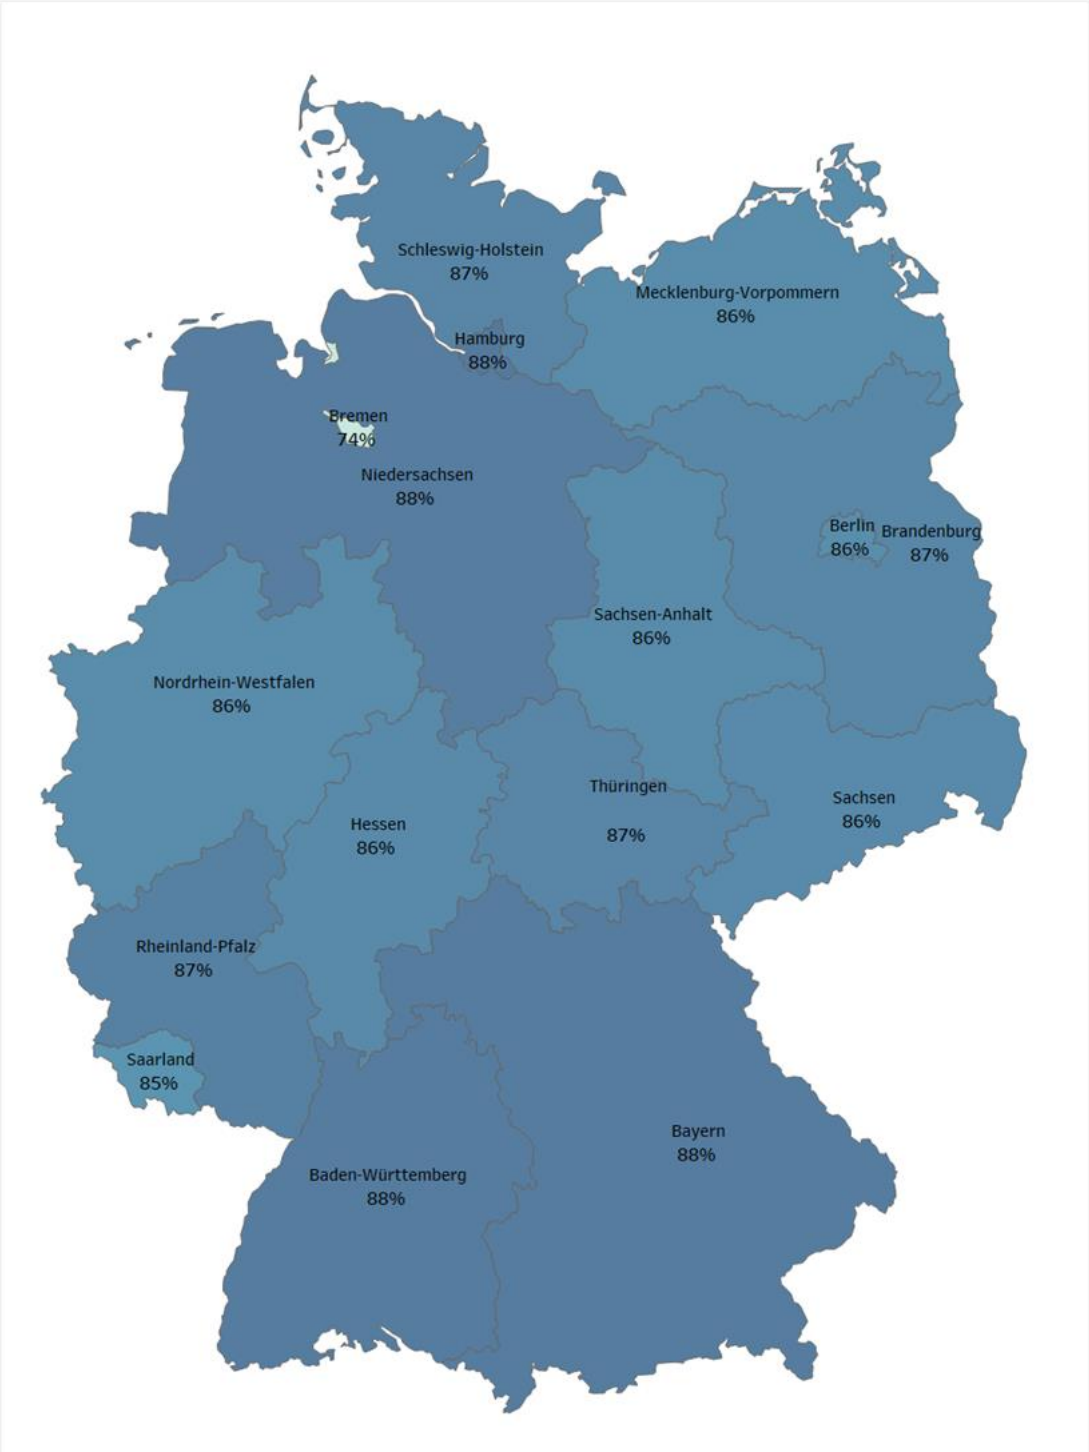 Schleswig-Holstein
87%
Mecklenburg-Vorpommern
86%
Hamburg
88%
Bremen
74%
Niedersachsen
88%
Berlin
86%
Brandenburg
87%
Sachsen-Anhalt
86%
Nordrhein-Westfalen
86%
Thüringen
87%
Sachsen
86%
Hessen
86%
Rheinland-Pfalz
87%
Saarland
85%
Bayern
88%
Baden-Württemberg
88%